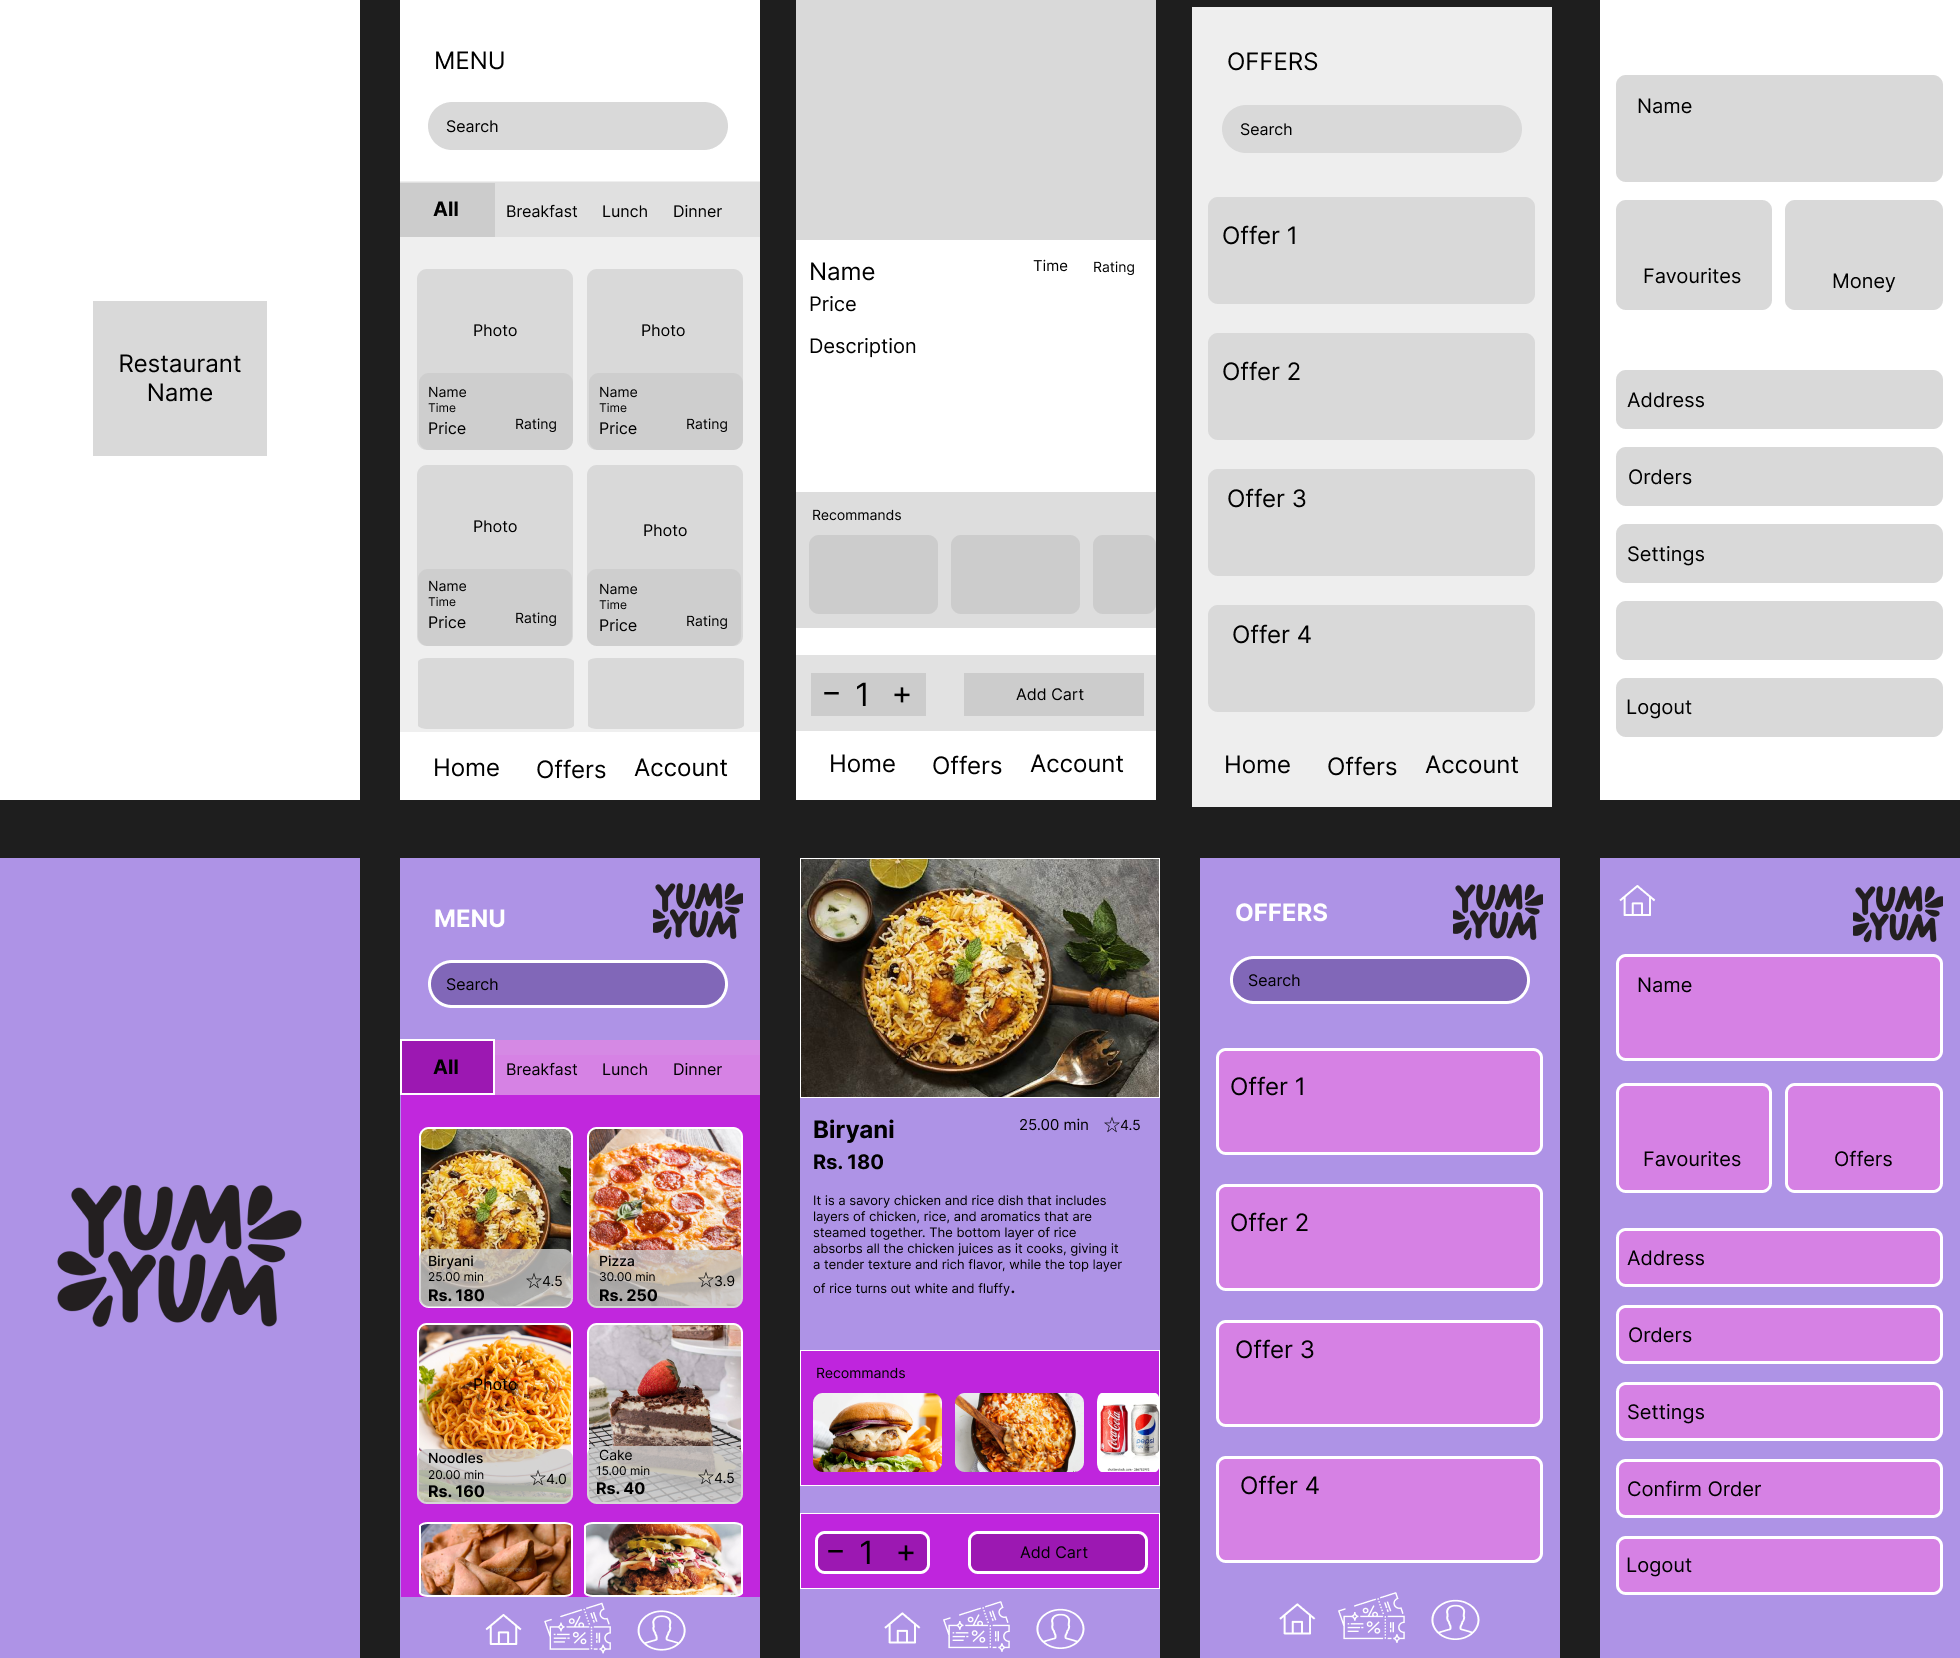 Restaurant
Name
MENU
Search
All Breakfast Lunch Dinner
Photo
Name
Time
Price
Rating
Photo
Name
Time
Price
Rating
Photo
Name
Time
Price
Rating
Photo
Name
Time
Price
Rating
Home Offers Account
Name
Time Rating
Price
Description
Recommands
− 1 +
Add Cart
Home Offers Account
OFFERS
Search
Offer 1
Offer 2
Offer 3
Offer 4
Home Offers Account
Name
Favourites
Money
Address
Orders
Settings
Logout
YUM
YUM
MENU
YUM
YUM
Search
All Breakfast Lunch Dinner
Biryani
25.00 min
Rs. 180
☆4.5
Pizza
30.00 min
Rs. 250
☆3.9
Photo
Noodles
20.00 min
Rs. 160
☆4.0
Cake
15.00 min
Rs. 40
☆4.5
Biryani
25.00 min ☆4.5
Rs. 180
It is a savory chicken and rice dish that includes
layers of chicken, rice, and aromatics that are
steamed together. The bottom layer of rice
absorbs all the chicken juices as it cooks, giving it
a tender texture and rich flavor, while the top layer
of rice turns out white and fluffy.
Recommands
Coca-Cola
pepsi
− 1 +
Add Cart
OFFERS
YUM
YUM
Search
Offer 1
Offer 2
Offer 3
Offer 4
YUM
YUM
Name
Favourites
Offers
Address
Orders
Settings
Confirm Order
Logout